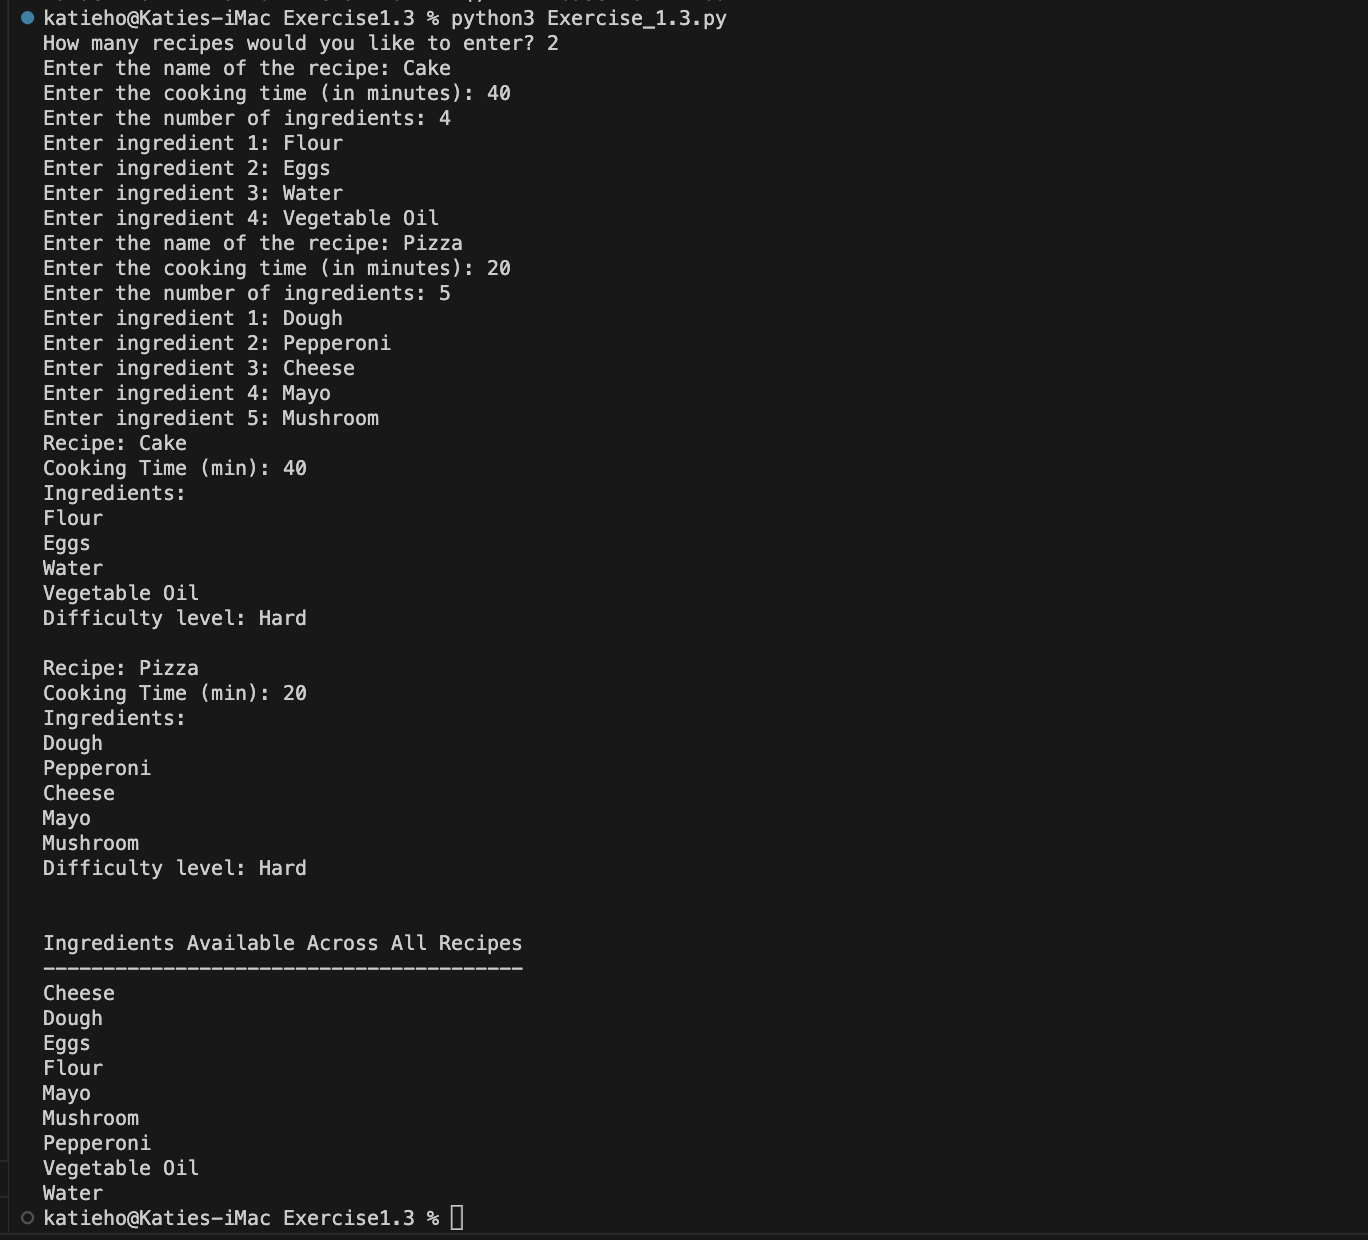 katieho@Katies-iMac Exercise1.3 % python3 Exercise_1.3.py
How many recipes would you like to enter? 2
Enter the name of the recipe: Cake
Enter the cooking time (in minutes): 40
Enter the number of ingredients: 4
Enter ingredient 1: Flour
Enter ingredient 2: Eggs
Enter ingredient 3: Water
Enter ingredient 4: Vegetable Oil
Enter the name of the recipe: Pizza
Enter the cooking time (in minutes): 20
Enter the number of ingredients: 5
Enter ingredient 1: Dough
Enter ingredient 2: Pepperoni
Enter ingredient 3: Cheese
Enter ingredient 4: Mayo
Enter ingredient 5: Mushroom
Recipe: Cake
Cooking Time (min): 40
Ingredients:
Flour
Eggs
Water
Vegetable Oil
Difficulty level: Hard

Recipe: Pizza
Cooking Time (min): 20
Ingredients:
Dough
Pepperoni
Cheese
Mayo
Mushroom
Difficulty level: Hard


Ingredients Available Across All Recipes
----------------------------------------
Cheese
Dough
Eggs
Flour
Mayo
Mushroom
Pepperoni
Vegetable Oil
Water
katieho@Katies-iMac Exercise1.3 %